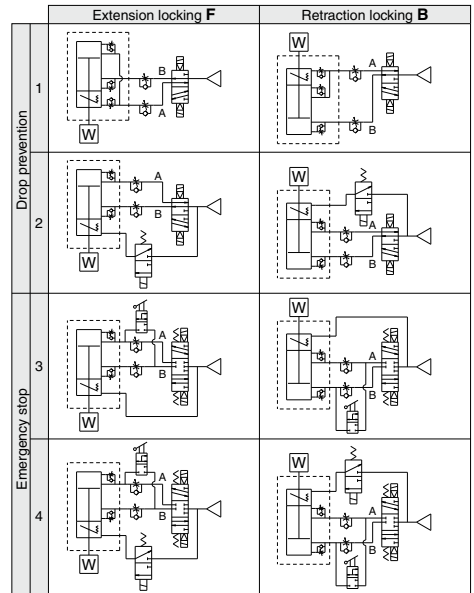 Extension locking F
Retraction locking B
Drop prevention
1
B
A
W
W
A
B
2
A
B
W
W
A
B
Emergency stop
3
A
B
W
W
A
B
4
A
B
W
W
A
B